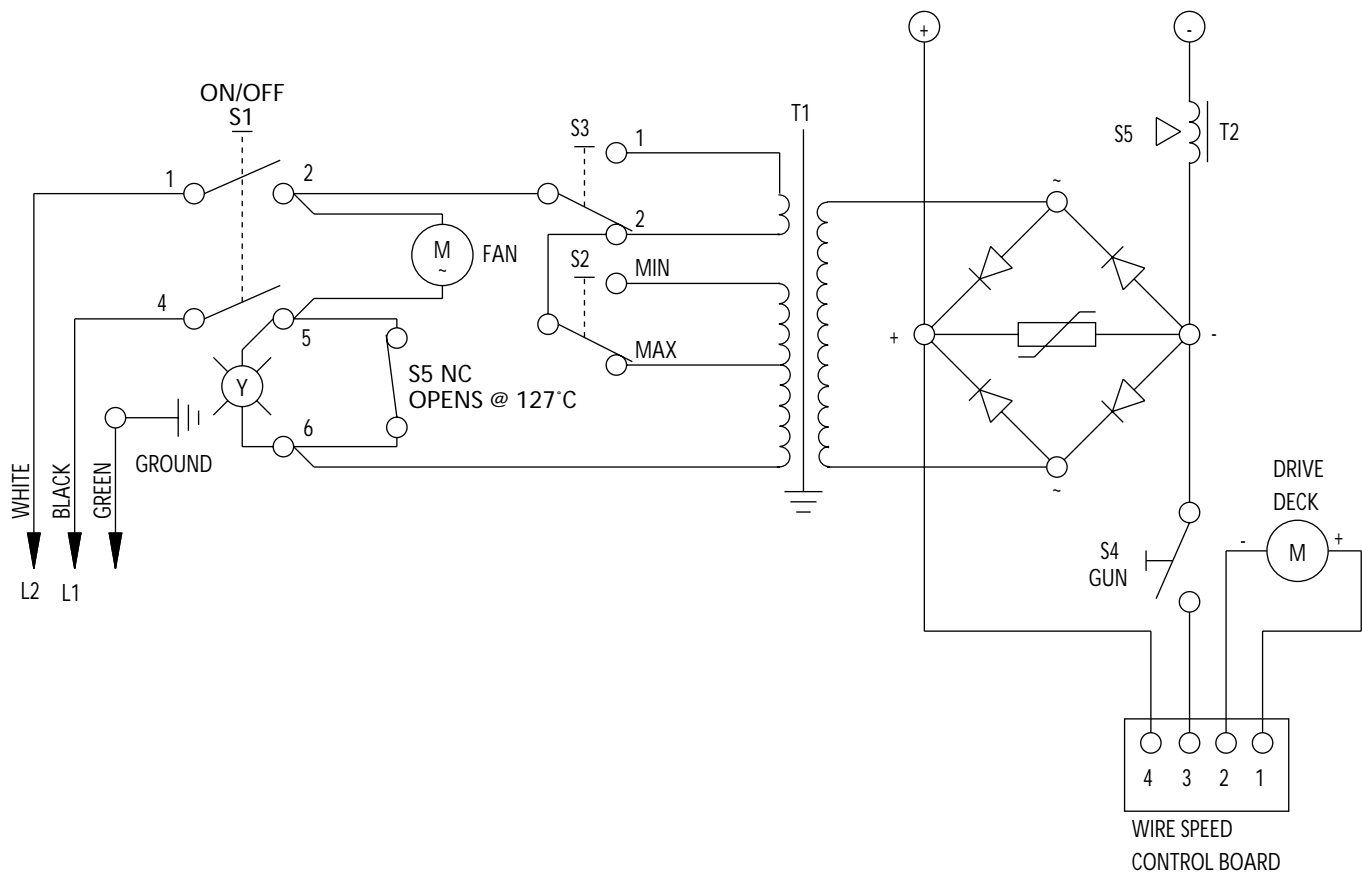 +
-
ON/OFF
S1
T1
S3
1
S5
T2
1
2
~
2
M
~
FAN
S2
MIN
4
5
+
-
MAX
S5 NC
OPENS @ 127°C
Y
6
GROUND
WHITE
BLACK
GREEN
~
DRIVE
DECK
S4
GUN
-
M
+
L2
L1
4
3
2
1
WIRE SPEED
CONTROL BOARD